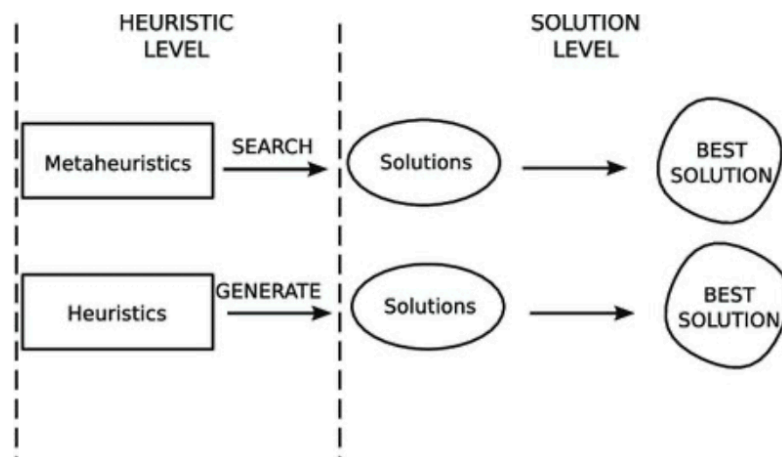 HEURISTIC
LEVEL
SOLUTION
LEVEL
Metaheuristics
SEARCH
Solutions
BEST
SOLUTION
Heuristics
GENERATE
Solutions
BEST
SOLUTION